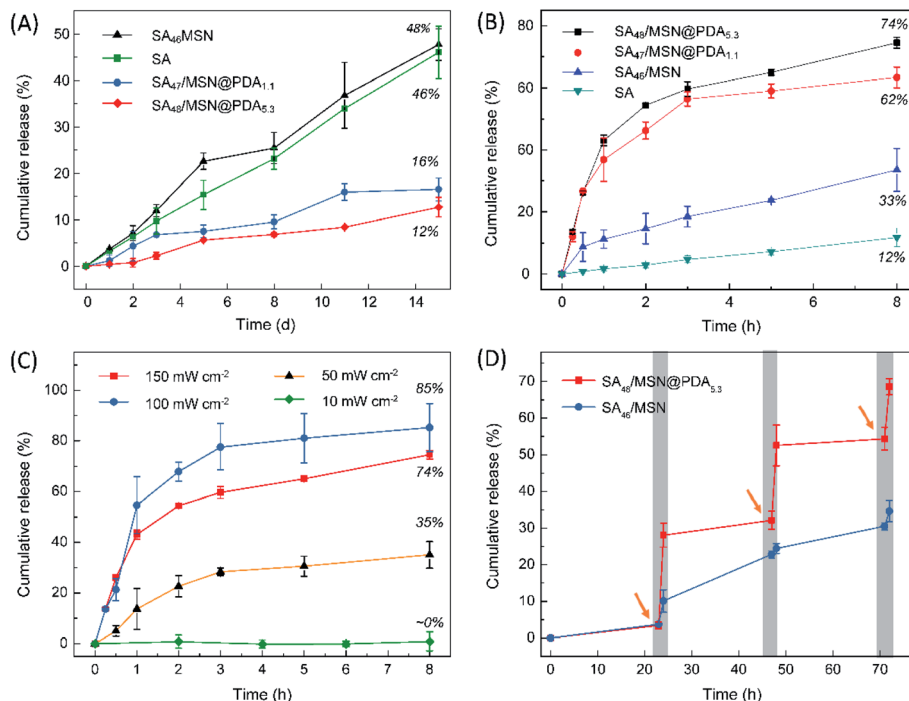 (A)
Cumulative release (%)
50
40
30
20
10
0
SA₄₆MSN
SA
SA₄₇/MSN@PDA₁.₁
SA₄₈/MSN@PDA₅.₃
48%
46%
16%
12%
0 2 4 6 8 10 12 14
Time (d)
(B)
Cumulative release (%)
80
60
60
20
0
SA₄₈/MSN@PDA₅.₃
SA₄₇/MSN@PDA₁.₁
SA₄₆/MSN
SA
74%
62%
33%
12%
0 2 4 6 8
Time (h)
(C)
Cumulative release (%)
100
80
60
40
20
0
150 mW cm⁻²
50 mW cm⁻²
100 mW cm⁻²
10 mW cm⁻²
85%
74%
35%
~0%
0 1 2 3 4 5 6 7 8
Time (h)
(D)
Cumulative release (%)
70
60
50
40
30
20
10
0
SA₄₈/MSN@PDA₅.₃
SA₄₆/MSN
0 10 20 30 40 50 60 70
Time (h)